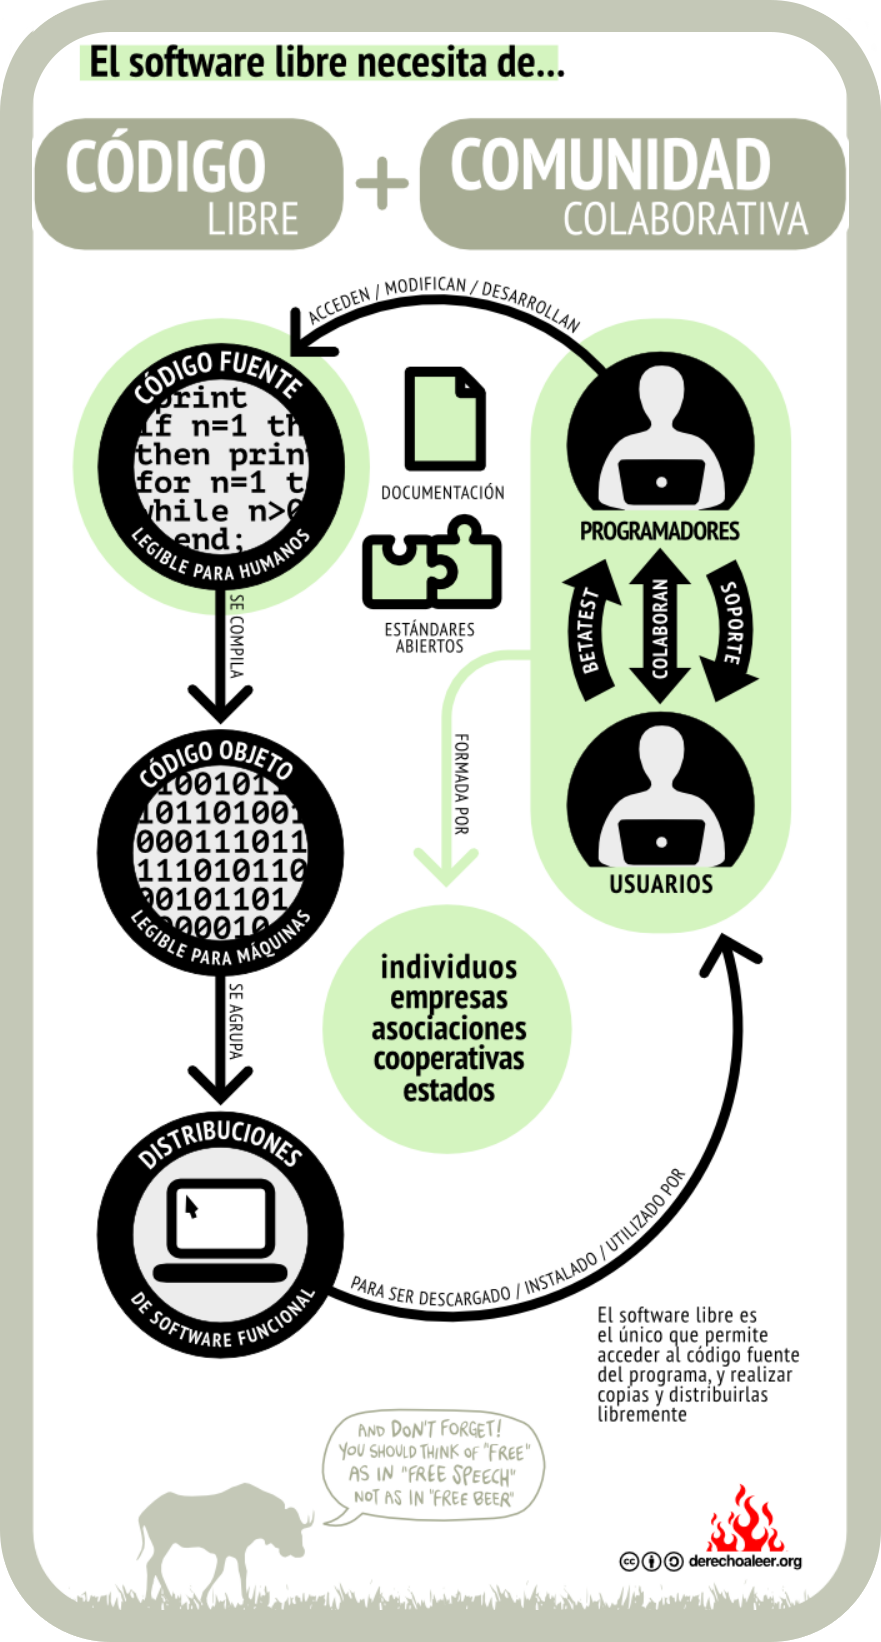 El software libre necesita de...
CÓDIGO
LIBRE
+
COMUNIDAD
COLABORATIVA
ACCEDEN / MODIFICAN / DESARROLLAN
CÓDIGO FUENTE
print
if n=1 th
then prin
for n=1 t
while n>0
end;
LEGIBLE PARA HUMANOS
DOCUMENTACIÓN
ESTÁNDARES
ABIERTOS
PROGRAMADORES
BETATEST
COLABORAN
SOPORTE
USUARIOS
SE COMPILA
CÓDIGO OBJETO
1001011
101101001
000111011
111010110
00101101
000010
LEGIBLE PARA MÁQUINAS
FORMADA POR
individuos
empresas
asociaciones
cooperativas
estados
SE AGRUPA
DISTRIBUCIONES
DE SOFTWARE FUNCIONAL
PARA SER DESCARGADO / INSTALADO / UTILIZADO POR
El software libre es
el único que permite
acceder al código fuente
del programa, y realizar
copias y distribuirlas
libremente
AND DON'T FORGET!
YOU SHOULD THINK OF "FREE"
AS IN "FREE SPEECH"
NOT AS IN "FREE BEER"
cc
derechoaleer.org